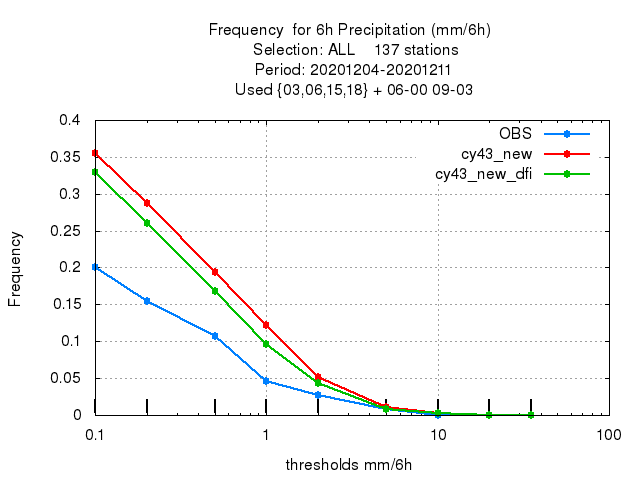 Frequency  for 6h Precipitation (mm/6h)
Selection: ALL    137 stations
Period: 20201204-20201211
Used {03,06,15,18} + 06-00 09-03
OBS
cy43_new
cy43_new_dfi
0.4
0.35
0.3
0.25
0.2
0.15
0.1
0.05
0
Frequency
0.1
1
10
100
thresholds mm/6h